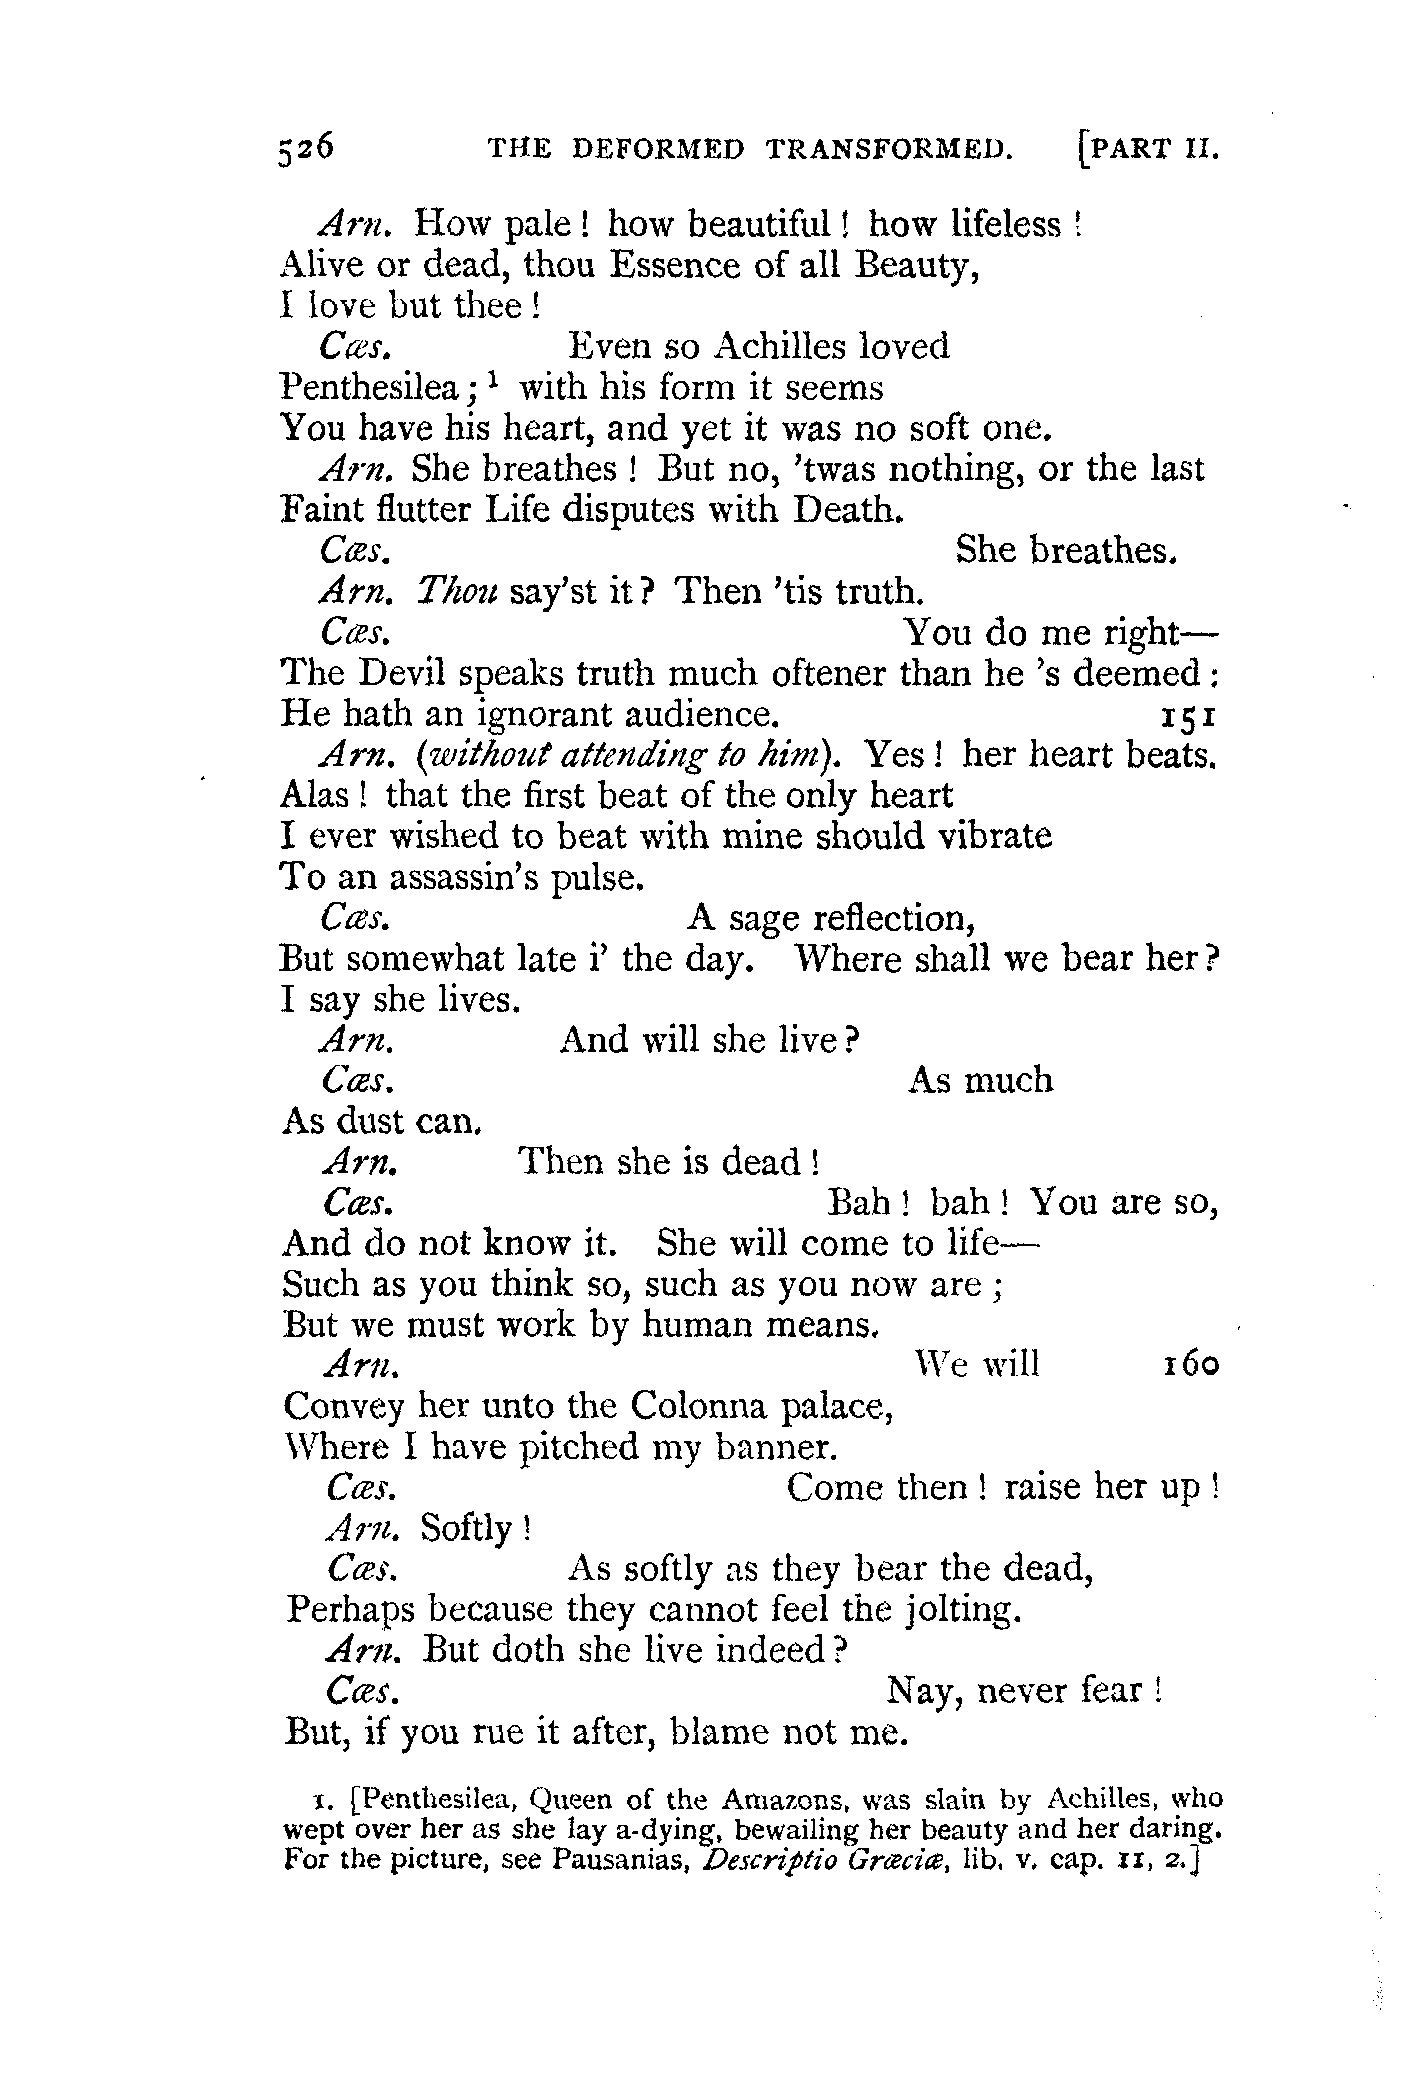 526 THE DEFORMED TRANSFORMED. [PART II.
Arn. How pale! how beautiful! how lifeless!
Alive or dead, thou Essence of all Beauty,
I love but thee!
Cæs. Even so Achilles loved
Penthesilea;¹ with his form it seems
You have his heart, and yet it was no soft one.
Arn. She breathes! But no, 'twas nothing, or the last
Faint flutter Life disputes with Death.
Cæs. She breathes.
Arn. Thou say'st it? Then 'tis truth.
Cæs. You do me right—
The Devil speaks truth much oftener than he 's deemed:
He hath an ignorant audience. 151
Arn. (without attending to him). Yes! her heart beats.
Alas! that the first beat of the only heart
I ever wished to beat with mine should vibrate
To an assassin's pulse.
Cæs. A sage reflection,
But somewhat late i' the day. Where shall we bear her?
I say she lives.
Arn. And will she live?
Cæs. As much
As dust can.
Arn. Then she is dead!
Cæs. Bah! bah! You are so,
And do not know it. She will come to life—
Such as you think so, such as you now are;
But we must work by human means.
Arn. We will 160
Convey her unto the Colonna palace,
Where I have pitched my banner.
Cæs. Come then! raise her up!
Arn. Softly!
Cæs. As softly as they bear the dead,
Perhaps because they cannot feel the jolting.
Arn. But doth she live indeed?
Cæs. Nay, never fear!
But, if you rue it after, blame not me.
1. [Penthesilea, Queen of the Amazons, was slain by Achilles, who
wept over her as she lay a-dying, bewailing her beauty and her daring.
For the picture, see Pausanias, Descriptio Græciæ, lib. v. cap. 11, 2.]